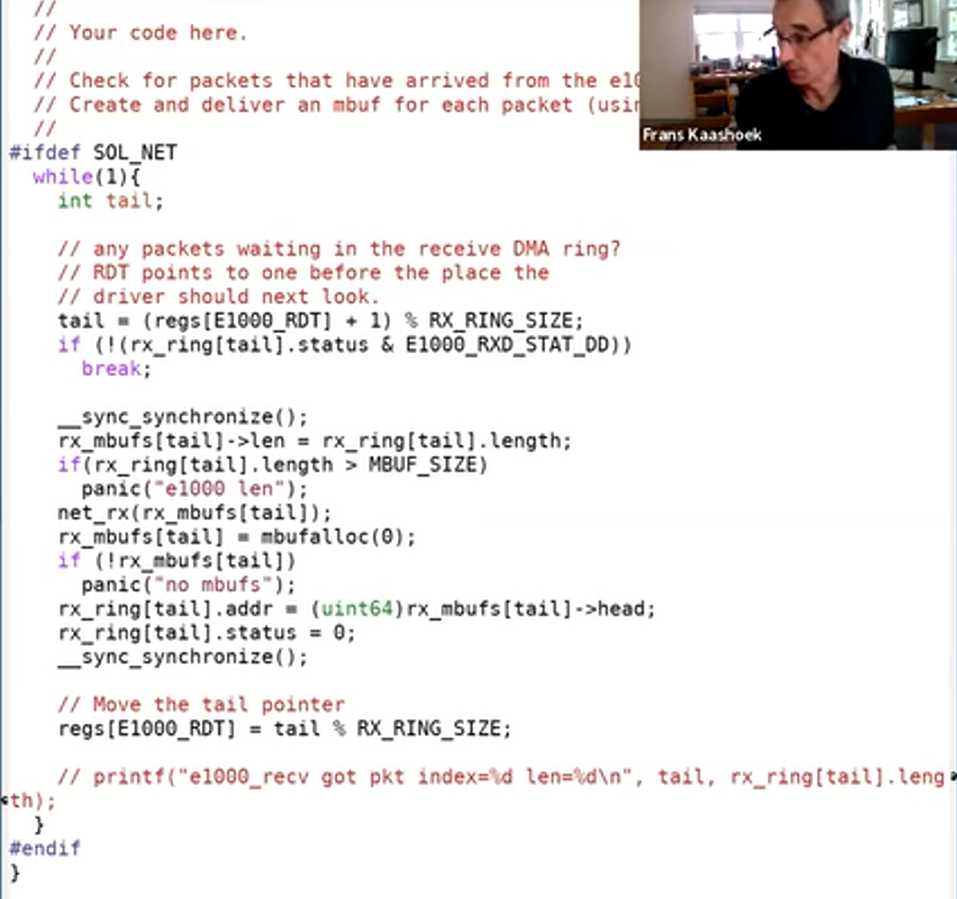 //
// Your code here.
//
// Check for packets that have arrived from the e10
// Create and deliver an mbuf for each packet (usin
//
Frans Kaashoek
#ifdef SOL_NET
while(1){
int tail;
// any packets waiting in the receive DMA ring?
// RDT points to one before the place the
// driver should next look.
tail = (regs[E1000_RDT] + 1) % RX_RING_SIZE;
if (!(rx_ring[tail].status & E1000_RXD_STAT_DD))
break;
__sync_synchronize();
rx_mbufs[tail]->len = rx_ring[tail].length;
if(rx_ring[tail].length > MBUF_SIZE)
panic("e1000 len");
net_rx(rx_mbufs[tail]);
rx_mbufs[tail] = mbufalloc(0);
if (!rx_mbufs[tail])
panic("no mbufs");
rx_ring[tail].addr = (uint64)rx_mbufs[tail]->head;
rx_ring[tail].status = 0;
__sync_synchronize();
// Move the tail pointer
regs[E1000_RDT] = tail % RX_RING_SIZE;
// printf("e1000_recv got pkt index=%d len=%d\n", tail, rx_ring[tail].leng
th);
}
#endif
}